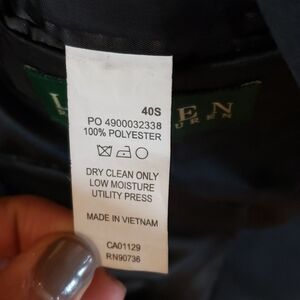 40S
PO 4900032338
100% POLYESTER
DRY CLEAN ONLY
LOW MOISTURE
UTILITY PRESS
MADE IN VIETNAM
CA01129
RN90736